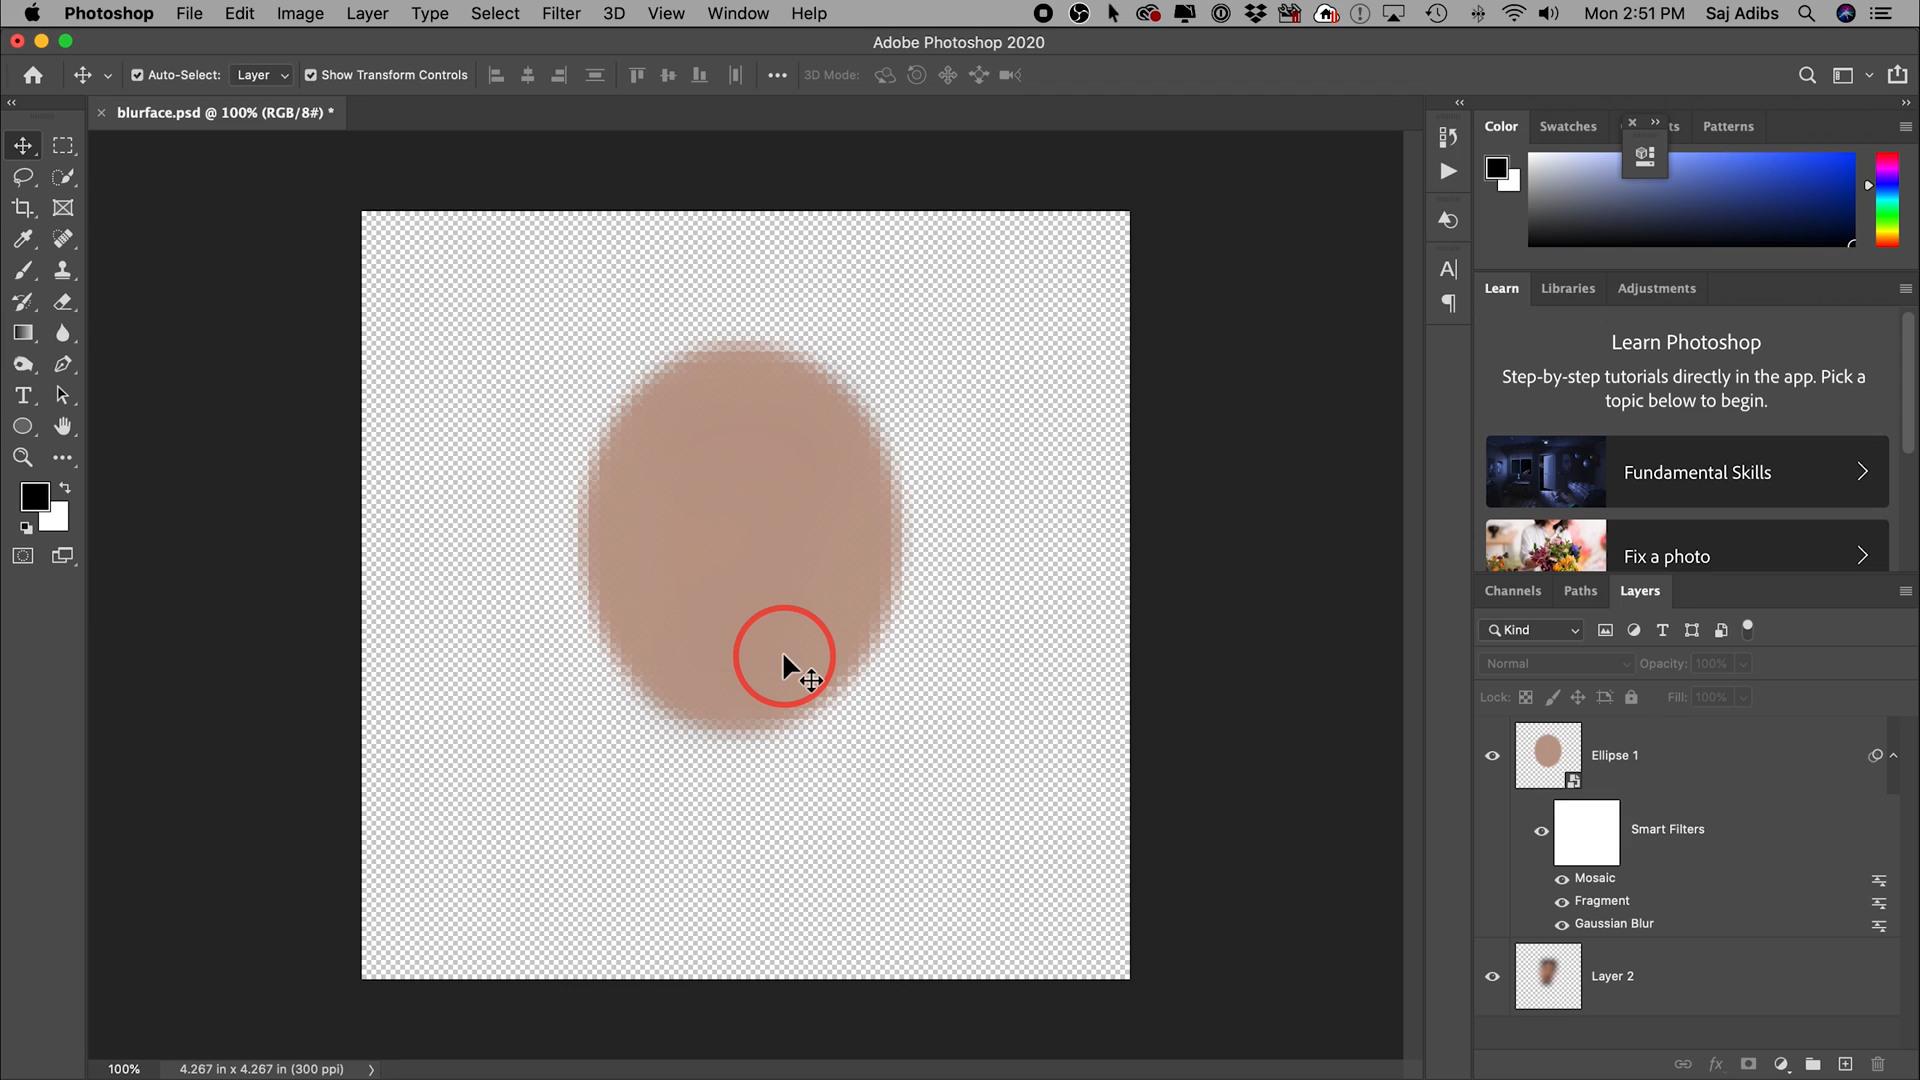 Photoshop File Edit Image Layer Type Select Filter 3D View Window Help Mon 2:51 PM Saj Adibs
Adobe Photoshop 2020
Auto-Select: Layer Show Transform Controls 3D Mode:
blurface.psd @ 100% (RGB/8#) *
Color Swatches ts Patterns
Learn Libraries Adjustments
Learn Photoshop
Step-by-step tutorials directly in the app. Pick a
topic below to begin.
Fundamental Skills
Fix a photo
Channels Paths Layers
Kind
Normal Opacity: 100%
Lock: Fill: 100%
Ellipse 1
Smart Filters
Mosaic
Fragment
Gaussian Blur
Layer 2
fx
100% 4.267 in x 4.267 in (300 ppi)